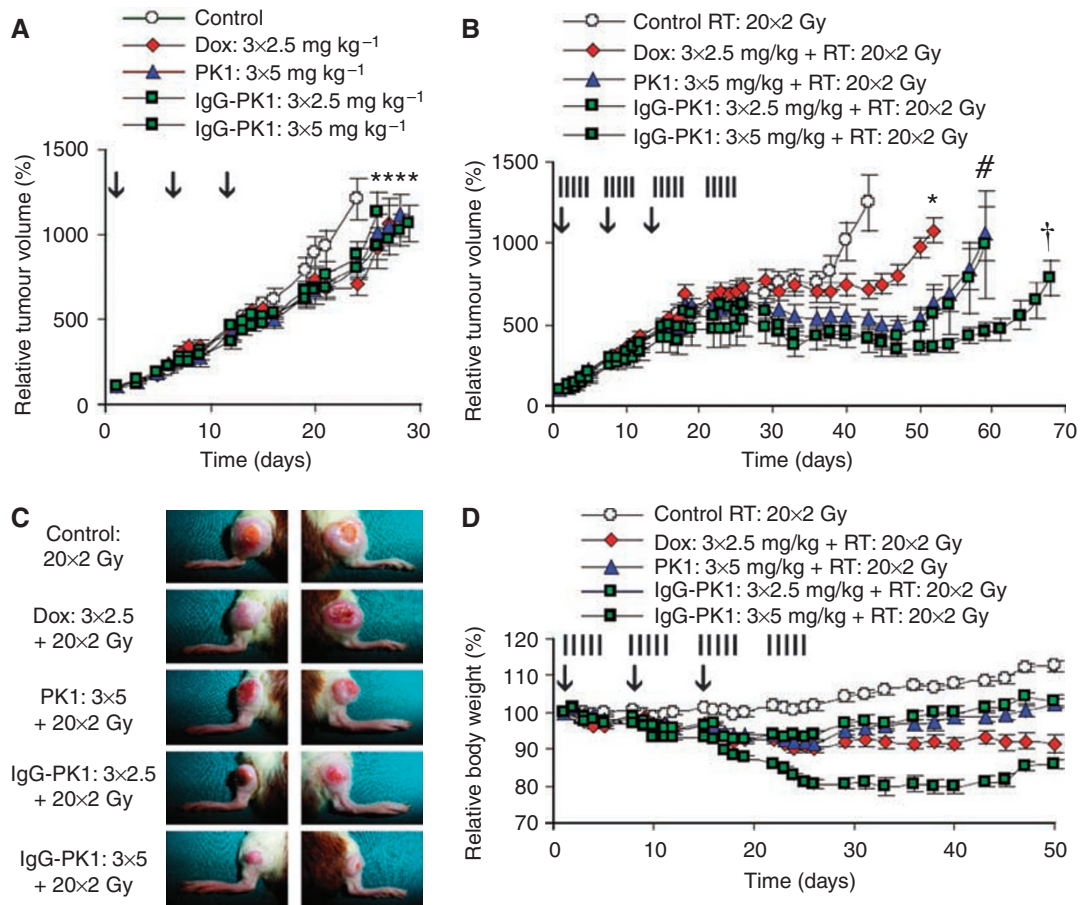 A
Control
Dox: 3×2.5 mg kg⁻¹
PK1: 3×5 mg kg⁻¹
IgG-PK1: 3×2.5 mg kg⁻¹
IgG-PK1: 3×5 mg kg⁻¹
1500
1000
500
0
Relative tumour volume (%)
****
0 10 20 30
Time (days)
B
Control RT: 20×2 Gy
Dox: 3×2.5 mg/kg + RT: 20×2 Gy
PK1: 3×5 mg/kg + RT: 20×2 Gy
IgG-PK1: 3×2.5 mg/kg + RT: 20×2 Gy
IgG-PK1: 3×5 mg/kg + RT: 20×2 Gy
1500
1000
500
0
Relative tumour volume (%)
*
#
†
0 10 20 30 40 50 60 70
Time (days)
C
Control:
20×2 Gy
Dox: 3×2.5
+ 20×2 Gy
PK1: 3×5
+ 20×2 Gy
IgG-PK1: 3×2.5
+ 20×2 Gy
IgG-PK1: 3×5
+ 20×2 Gy
D
Control RT: 20×2 Gy
Dox: 3×2.5 mg/kg + RT: 20×2 Gy
PK1: 3×5 mg/kg + RT: 20×2 Gy
IgG-PK1: 3×2.5 mg/kg + RT: 20×2 Gy
IgG-PK1: 3×5 mg/kg + RT: 20×2 Gy
120
110
100
90
80
70
Relative body weight (%)
0 10 20 30 40 50
Time (days)